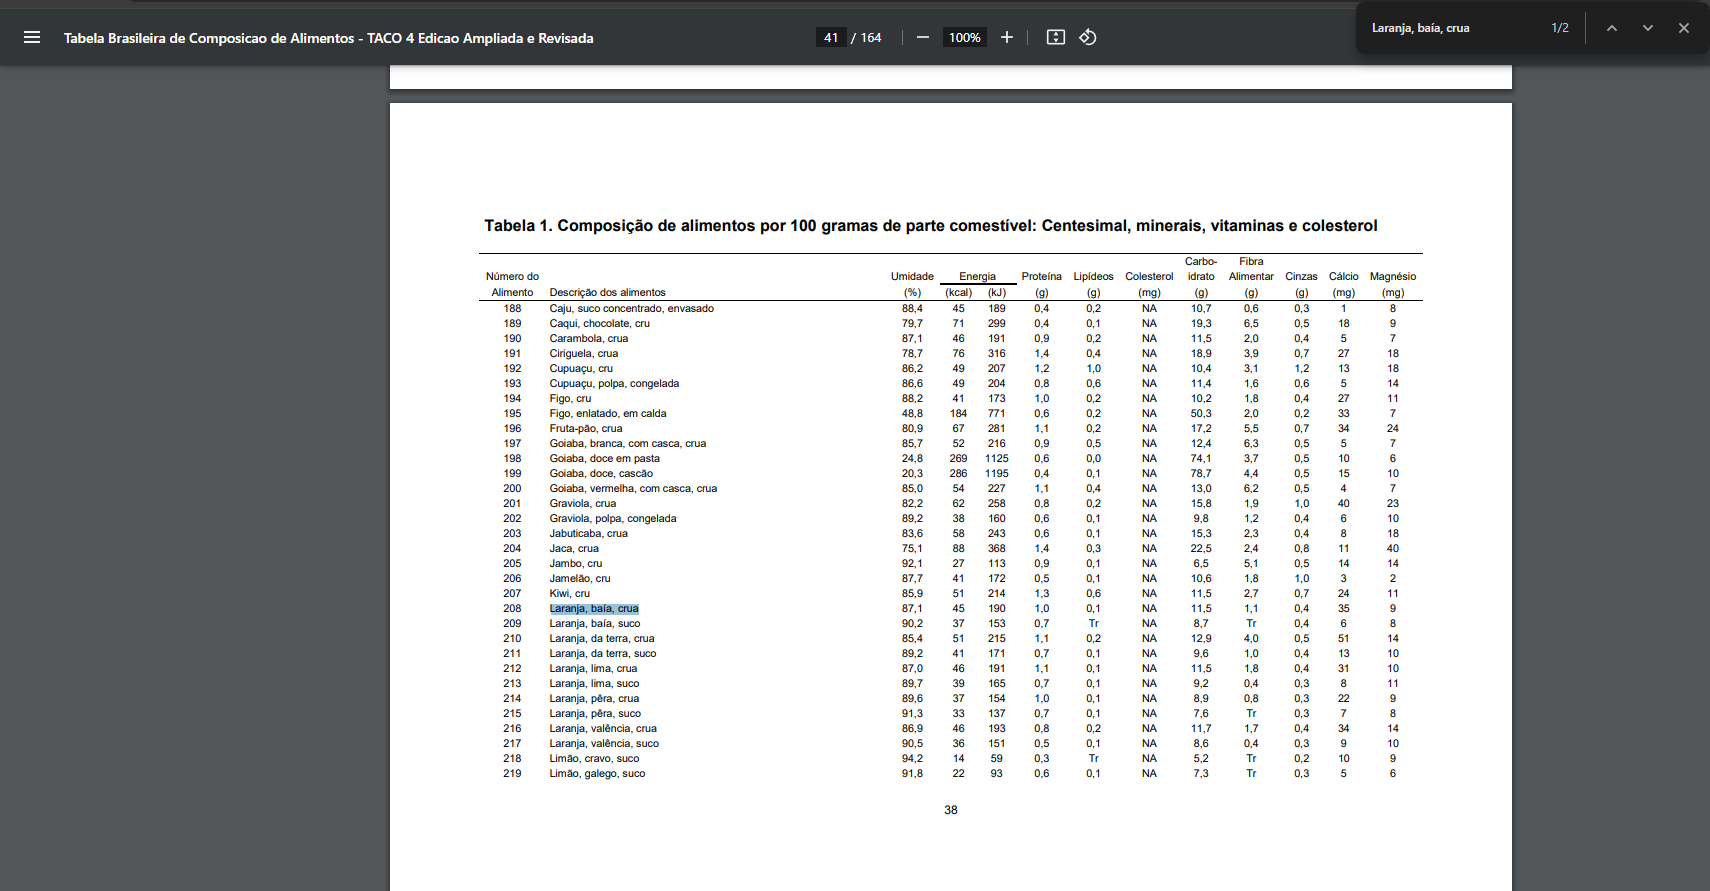 Tabela Brasileira de Composicao de Alimentos - TACO 4 Edicao Ampliada e Revisada
41 / 164
100%
Laranja, baía, crua 1/2
Tabela 1. Composição de alimentos por 100 gramas de parte comestível: Centesimal, minerais, vitaminas e colesterol
Carbo- Fibra
Número do Umidade Energia Proteína Lipídeos Colesterol idrato Alimentar Cinzas Cálcio Magnésio
Alimento Descrição dos alimentos (%) (kcal) (kJ) (g) (g) (mg) (g) (g) (g) (mg) (mg)
188 Caju, suco concentrado, envasado 88,4 45 189 0,4 0,2 NA 10,7 0,6 0,3 1 8
189 Caqui, chocolate, cru 79,7 71 299 0,4 0,1 NA 19,3 6,5 0,5 18 9
190 Carambola, crua 87,1 46 191 0,9 0,2 NA 11,5 2,0 0,4 5 7
191 Ciriguela, crua 78,7 76 316 1,4 0,4 NA 18,9 3,9 0,7 27 18
192 Cupuaçu, cru 86,2 49 207 1,2 1,0 NA 10,4 3,1 1,2 13 18
193 Cupuaçu, polpa, congelada 86,6 49 204 0,8 0,6 NA 11,4 1,6 0,6 5 14
194 Figo, cru 88,2 41 173 1,0 0,2 NA 10,2 1,8 0,4 27 11
195 Figo, enlatado, em calda 48,8 184 771 0,6 0,2 NA 50,3 2,0 0,2 33 7
196 Fruta-pão, crua 80,9 67 281 1,1 0,2 NA 17,2 5,5 0,7 34 24
197 Goiaba, branca, com casca, crua 85,7 52 216 0,9 0,5 NA 12,4 6,3 0,5 5 7
198 Goiaba, doce em pasta 24,8 269 1125 0,6 0,0 NA 74,1 3,7 0,5 10 6
199 Goiaba, doce, cascão 20,3 286 1195 0,4 0,1 NA 78,7 4,4 0,5 15 10
200 Goiaba, vermelha, com casca, crua 85,0 54 227 1,1 0,4 NA 13,0 6,2 0,5 4 7
201 Graviola, crua 82,2 62 258 0,8 0,2 NA 15,8 1,9 1,0 40 23
202 Graviola, polpa, congelada 89,2 38 160 0,6 0,1 NA 9,8 1,2 0,4 6 10
203 Jabuticaba, crua 83,6 58 243 0,6 0,1 NA 15,3 2,3 0,4 8 18
204 Jaca, crua 75,1 88 368 1,4 0,3 NA 22,5 2,4 0,8 11 40
205 Jambo, cru 92,1 27 113 0,9 0,1 NA 6,5 5,1 0,5 14 14
206 Jamelão, cru 87,7 41 172 0,5 0,1 NA 10,6 1,8 1,0 3 2
207 Kiwi, cru 85,9 51 214 1,3 0,6 NA 11,5 2,7 0,7 24 11
208 Laranja, baía, crua 87,1 45 190 1,0 0,1 NA 11,5 1,1 0,4 35 9
209 Laranja, baía, suco 90,2 37 153 0,7 Tr NA 8,7 Tr 0,4 6 8
210 Laranja, da terra, crua 85,4 51 215 1,1 0,2 NA 12,9 4,0 0,5 51 14
211 Laranja, da terra, suco 89,2 41 171 0,7 0,1 NA 9,6 1,0 0,4 13 10
212 Laranja, lima, crua 87,0 46 191 1,1 0,1 NA 11,5 1,8 0,4 31 10
213 Laranja, lima, suco 89,7 39 165 0,7 0,1 NA 9,2 0,4 0,3 8 11
214 Laranja, pêra, crua 89,6 37 154 1,0 0,1 NA 8,9 0,8 0,3 22 9
215 Laranja, pêra, suco 91,3 33 137 0,7 0,1 NA 7,6 Tr 0,3 7 8
216 Laranja, valência, crua 86,9 46 193 0,8 0,2 NA 11,7 1,7 0,4 34 14
217 Laranja, valência, suco 90,5 36 151 0,5 0,1 NA 8,6 0,4 0,3 9 10
218 Limão, cravo, suco 94,2 14 59 0,3 Tr NA 5,2 Tr 0,2 10 9
219 Limão, galego, suco 91,8 22 93 0,6 0,1 NA 7,3 Tr 0,3 5 6
38